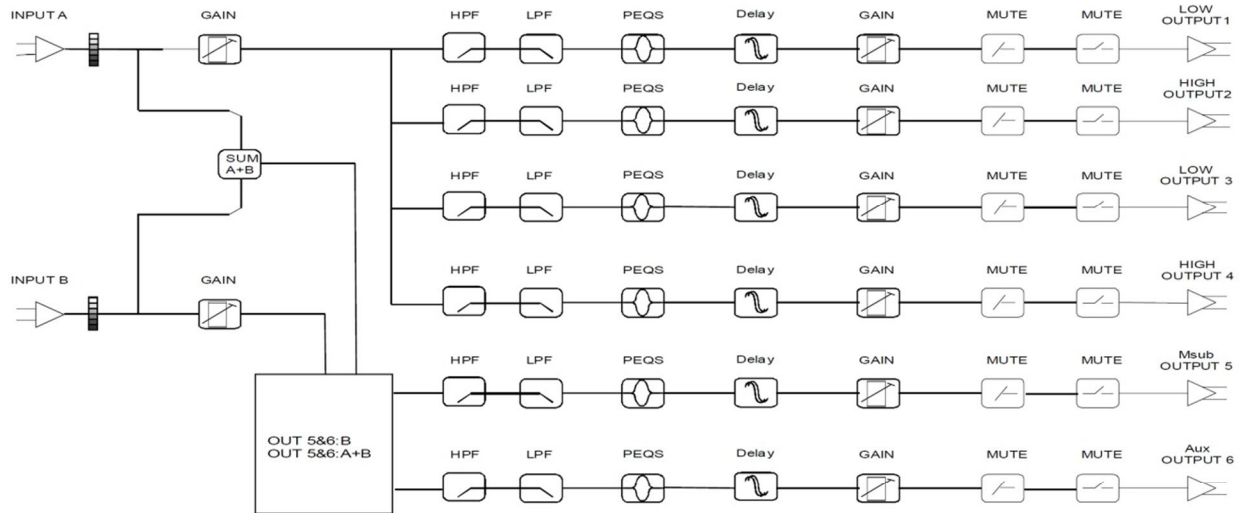 INPUT A
GAIN
HPF
LPF
PEQS
Delay
GAIN
MUTE
MUTE
LOW
OUTPUT1
HPF
LPF
PEQS
Delay
GAIN
MUTE
MUTE
HIGH
OUTPUT2
SUM
A+B
HPF
LPF
PEQS
Delay
GAIN
MUTE
MUTE
LOW
OUTPUT 3
INPUT B
GAIN
HPF
LPF
PEQS
Delay
GAIN
MUTE
MUTE
HIGH
OUTPUT 4
HPF
LPF
PEQS
Delay
GAIN
MUTE
MUTE
Msub
OUTPUT 5
OUT 5&6:B
OUT 5&6:A+B
HPF
LPF
PEQS
Delay
GAIN
MUTE
MUTE
Aux
OUTPUT 6